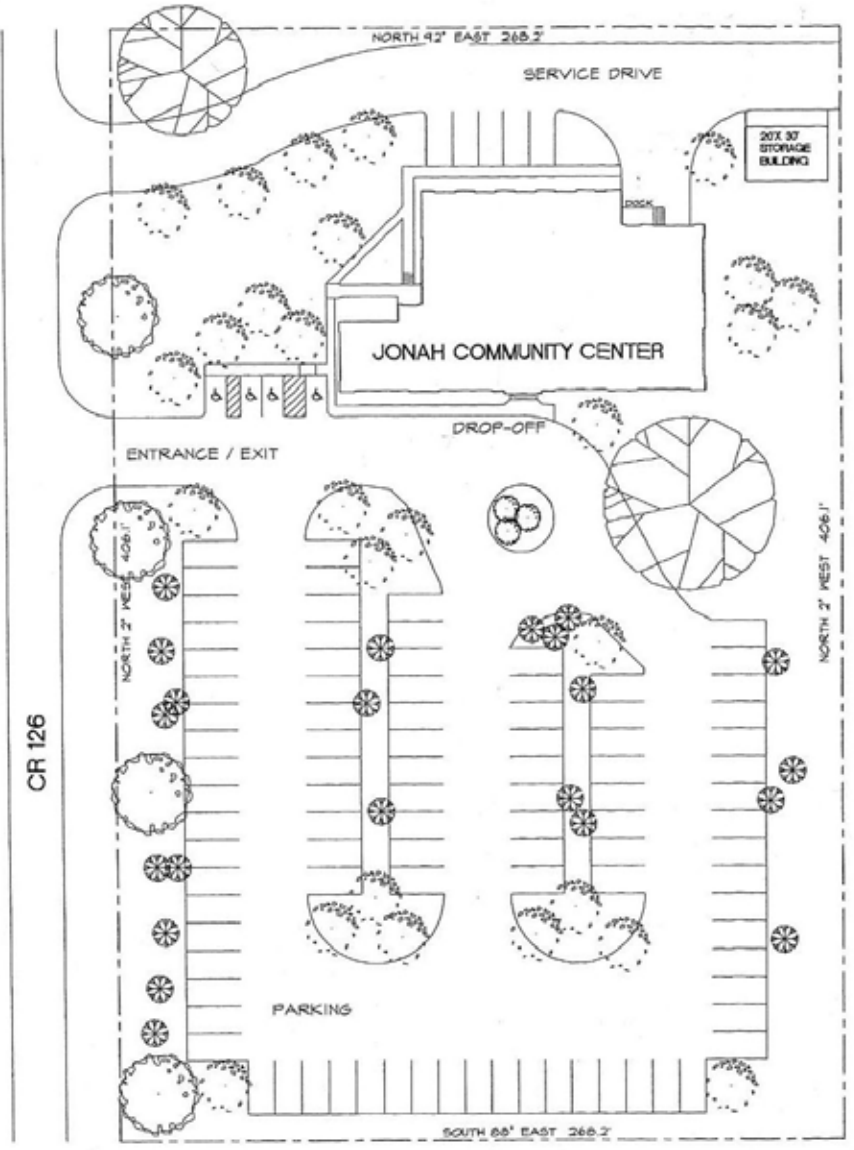 NORTH 92° EAST 268.2'
SERVICE DRIVE
20'X 30'
STORAGE
BUILDING
DOCK
JONAH COMMUNITY CENTER
DROP-OFF
ENTRANCE / EXIT
NORTH 2° WEST 406.1'
NORTH 2° WEST 406.1'
CR 126
PARKING
SOUTH 88° EAST 268.2'